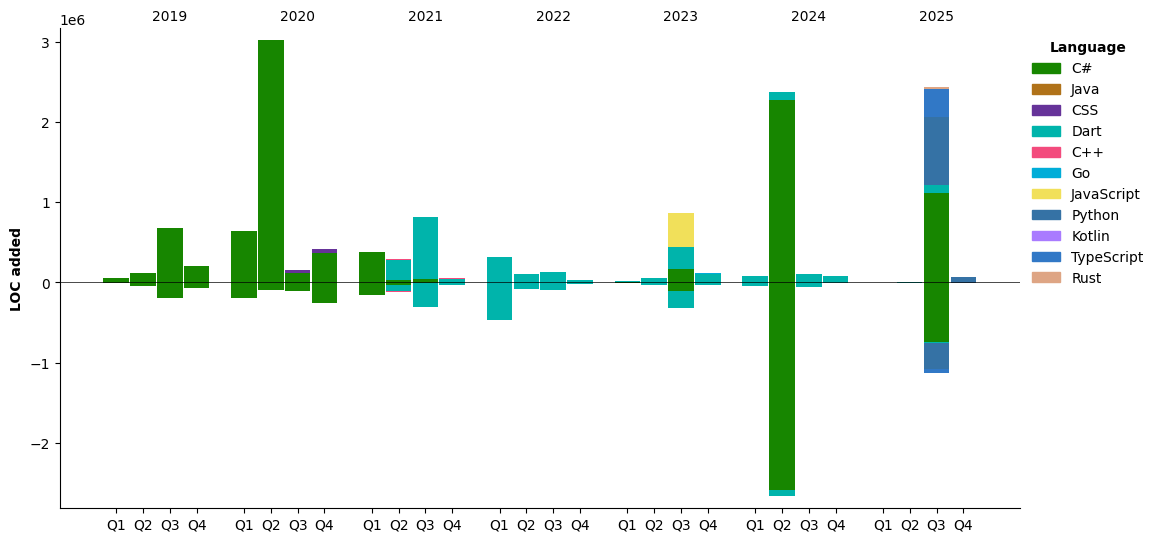 1e6
2019 2020 2021 2022 2023 2024 2025
3
2
1
0
−1
−2
LOC added
Q1 Q2 Q3 Q4 Q1 Q2 Q3 Q4 Q1 Q2 Q3 Q4 Q1 Q2 Q3 Q4 Q1 Q2 Q3 Q4 Q1 Q2 Q3 Q4 Q1 Q2 Q3 Q4
Language
C#
Java
CSS
Dart
C++
Go
JavaScript
Python
Kotlin
TypeScript
Rust